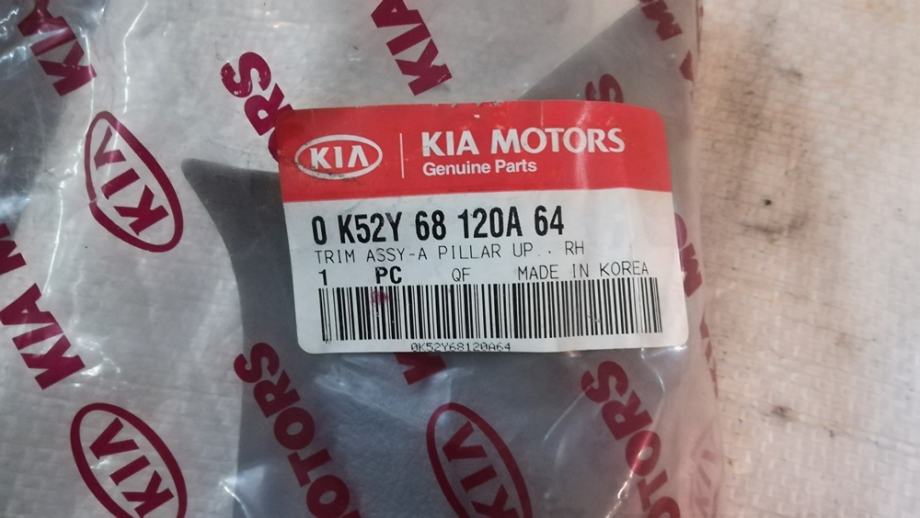 KIA
KIA
KIA
MOTORS
KIA
KIA MOTORS
Genuine Parts
0 K52Y 68 120A 64
TRIM ASSY-A PILLAR UP.. RH
1 PC QF MADE IN KOREA
0K52Y68120A64
KIA
MOTORS
KIA
KIA
MOTORS